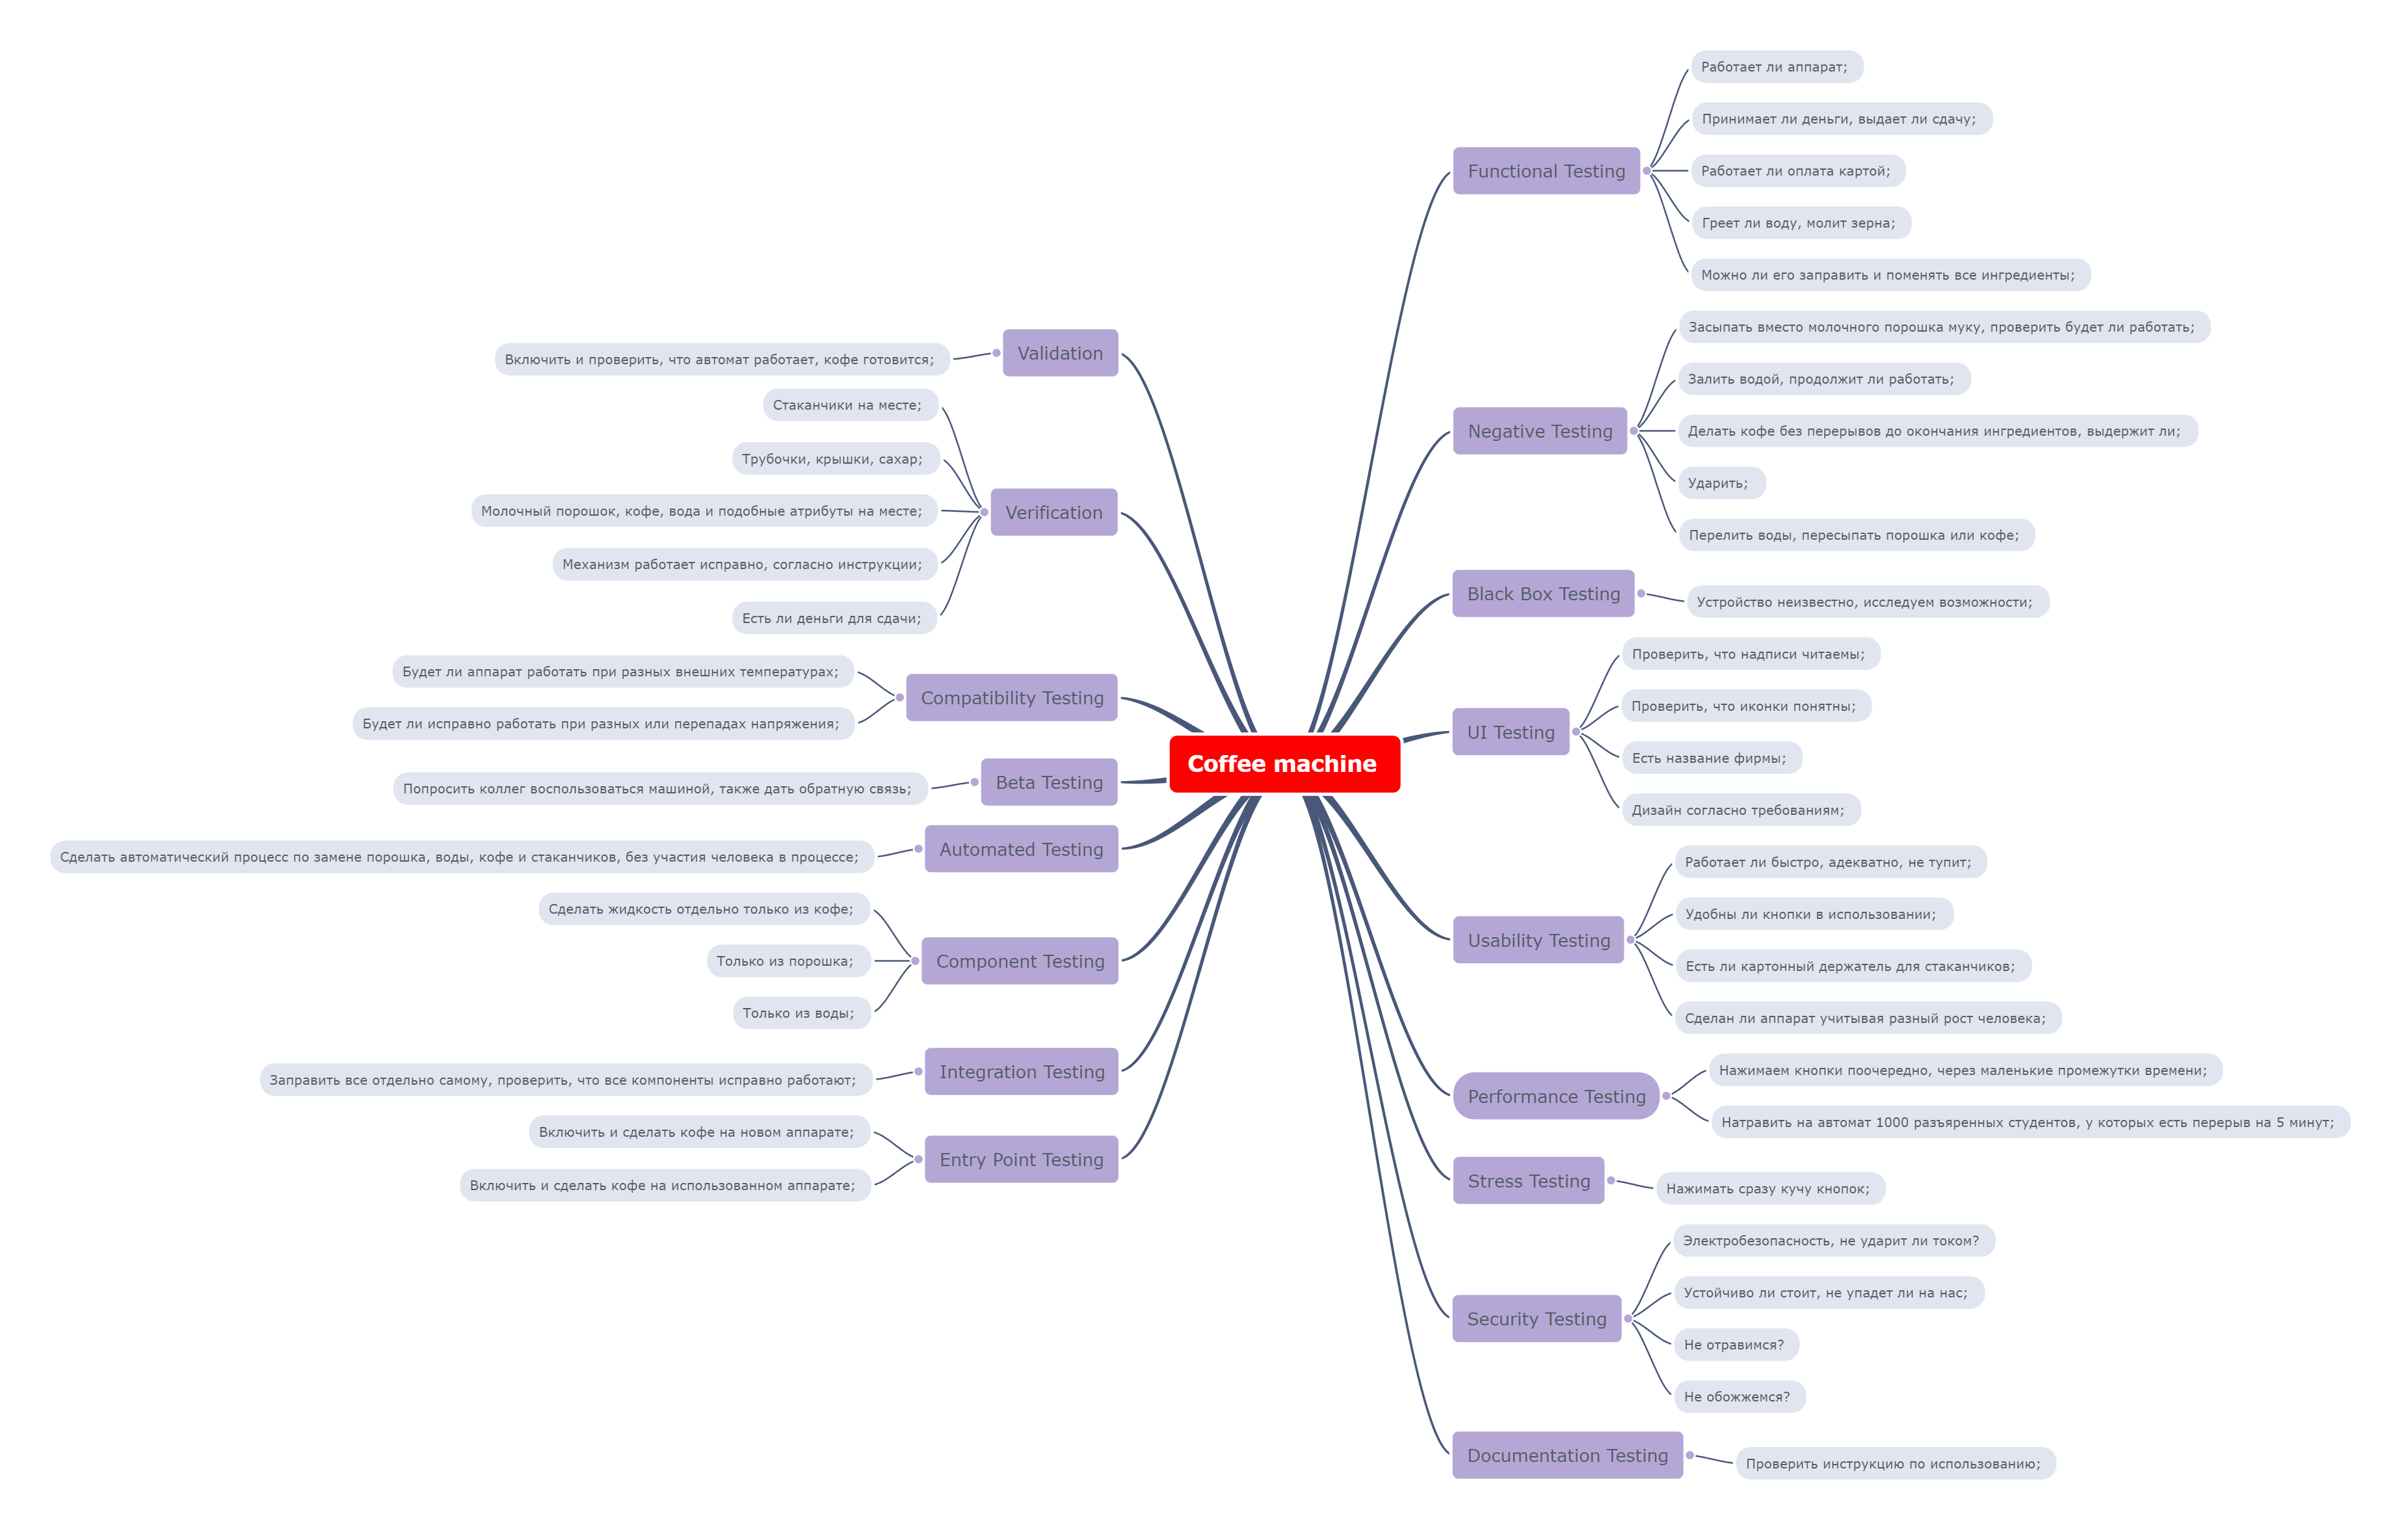 Coffee machine
Functional Testing
Работает ли аппарат;
Принимает ли деньги, выдает ли сдачу;
Работает ли оплата картой;
Греет ли воду, молит зерна;
Можно ли его заправить и поменять все ингредиенты;
Negative Testing
Засыпать вместо молочного порошка муку, проверить будет ли работать;
Залить водой, продолжит ли работать;
Делать кофе без перерывов до окончания ингредиентов, выдержит ли;
Ударить;
Перелить воды, пересыпать порошка или кофе;
Black Box Testing
Устройство неизвестно, исследуем возможности;
UI Testing
Проверить, что надписи читаемы;
Проверить, что иконки понятны;
Есть название фирмы;
Дизайн согласно требованиям;
Usability Testing
Работает ли быстро, адекватно, не тупит;
Удобны ли кнопки в использовании;
Есть ли картонный держатель для стаканчиков;
Сделан ли аппарат учитывая разный рост человека;
Performance Testing
Нажимаем кнопки поочередно, через маленькие промежутки времени;
Натравить на автомат 1000 разъяренных студентов, у которых есть перерыв на 5 минут;
Stress Testing
Нажимать сразу кучу кнопок;
Security Testing
Электробезопасность, не ударит ли током?
Устойчиво ли стоит, не упадет ли на нас;
Не отравимся?
Не обожжемся?
Documentation Testing
Проверить инструкцию по использованию;
Validation
Включить и проверить, что автомат работает, кофе готовится;
Verification
Стаканчики на месте;
Трубочки, крышки, сахар;
Молочный порошок, кофе, вода и подобные атрибуты на месте;
Механизм работает исправно, согласно инструкции;
Есть ли деньги для сдачи;
Compatibility Testing
Будет ли аппарат работать при разных внешних температурах;
Будет ли исправно работать при разных или перепадах напряжения;
Beta Testing
Попросить коллег воспользоваться машиной, также дать обратную связь;
Automated Testing
Сделать автоматический процесс по замене порошка, воды, кофе и стаканчиков, без участия человека в процессе;
Component Testing
Сделать жидкость отдельно только из кофе;
Только из порошка;
Только из воды;
Integration Testing
Заправить все отдельно самому, проверить, что все компоненты исправно работают;
Entry Point Testing
Включить и сделать кофе на новом аппарате;
Включить и сделать кофе на использованном аппарате;